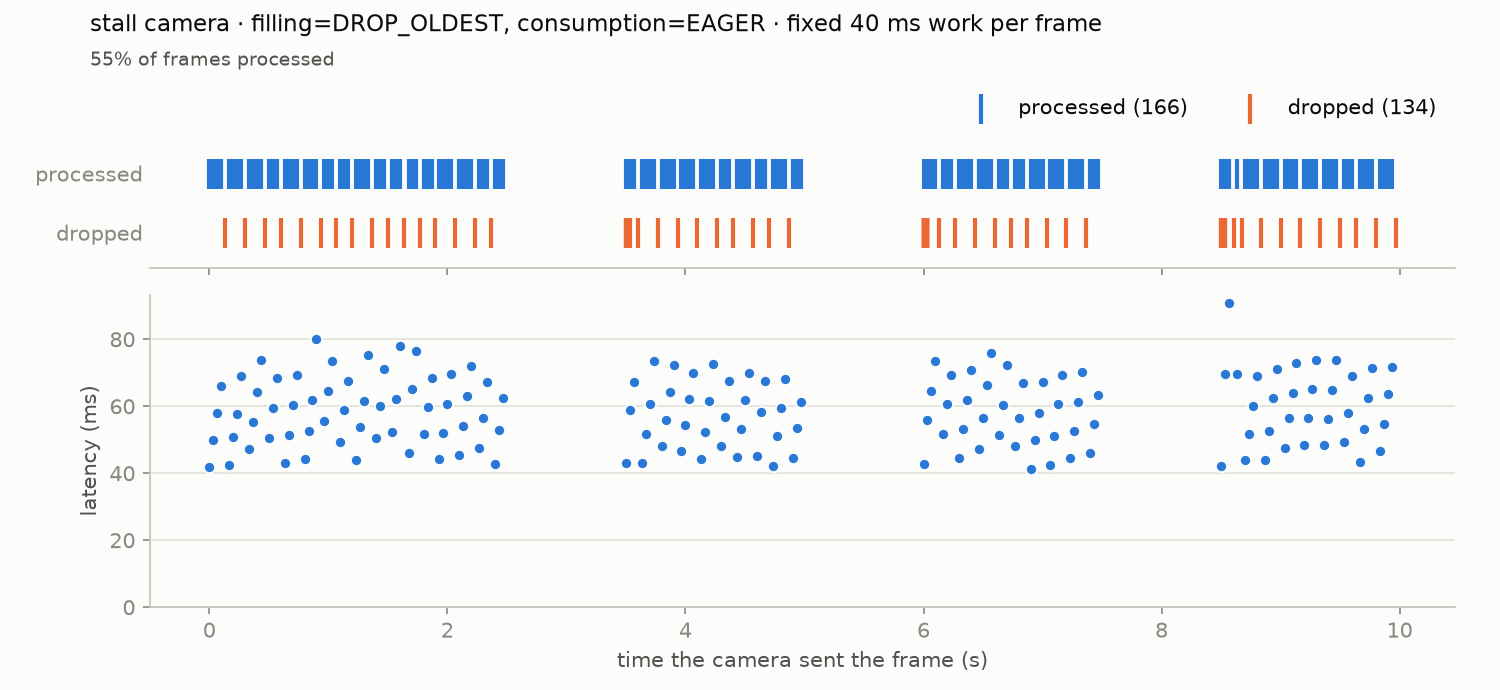 stall camera · filling=DROP_OLDEST, consumption=EAGER · fixed 40 ms work per frame
55% of frames processed
processed (166)
dropped (134)
processed
dropped
latency (ms)
80
60
40
20
0
0 2 4 6 8 10
time the camera sent the frame (s)